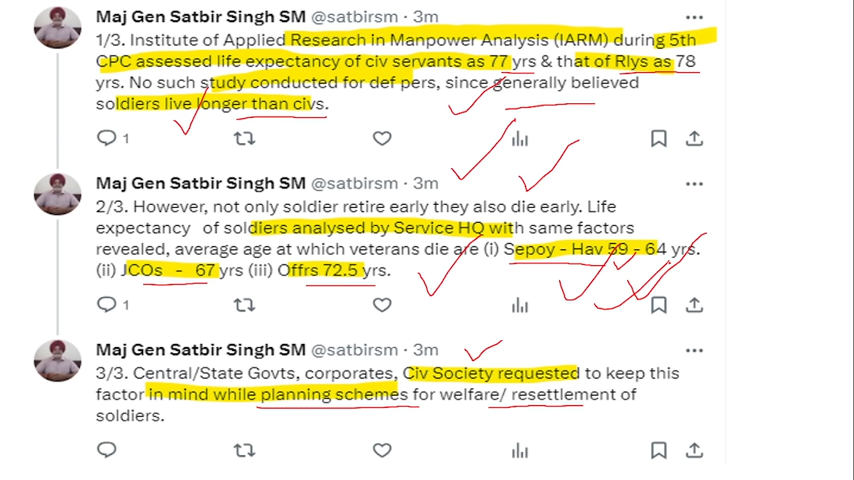 Maj Gen Satbir Singh SM @satbirsm · 3m
1/3. Institute of Applied Research in Manpower Analysis (IARM) during 5th
CPC assessed life expectancy of civ servants as 77 yrs & that of Rlys as 78
yrs. No such study conducted for def pers, since generally believed
soldiers live longer than civs.
1
Maj Gen Satbir Singh SM @satbirsm · 3m
2/3. However, not only soldier retire early they also die early. Life
expectancy of soldiers analysed by Service HQ with same factors
revealed, average age at which veterans die are (i) Sepoy - Hav 59 - 64 yrs.
(ii) JCOs - 67 yrs (iii) Offrs 72.5 yrs.
1
Maj Gen Satbir Singh SM @satbirsm · 3m
3/3. Central/State Govts, corporates, Civ Society requested to keep this
factor in mind while planning schemes for welfare/ resettlement of
soldiers.